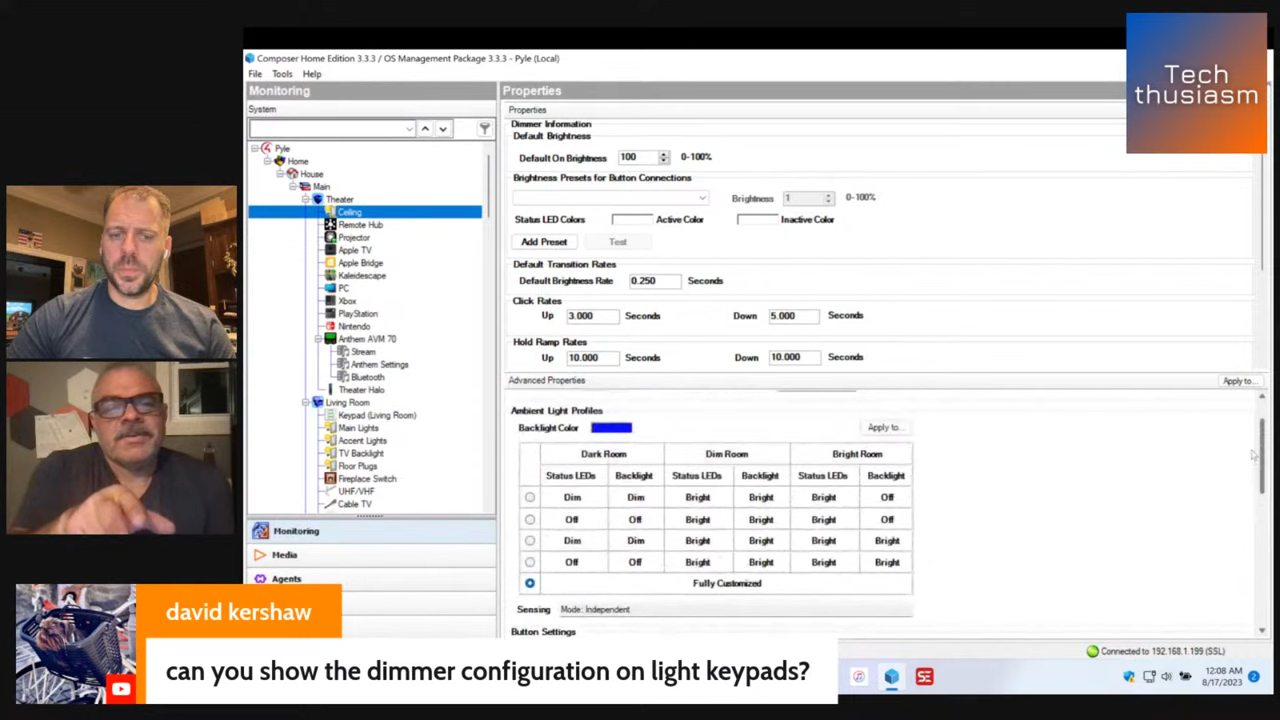 Composer Home Edition 3.3.3 / OS Management Package 3.3.3 - Pyle (Local)
File Tools Help
Monitoring
System
Pyle
Home
House
Main
Theater
Ceiling
Remote Hub
Projector
Apple TV
Apple Bridge
Kaleidescape
PC
Xbox
PlayStation
Nintendo
Anthem AVM 70
Stream
Anthem Settings
Bluetooth
Theater Halo
Living Room
Keypad (Living Room)
Main Lights
Accent Lights
TV Backlight
Floor Plugs
Fireplace Switch
UHF/VHF
Cable TV
Monitoring
Media
Agents
Properties
Properties
Dimmer Information
Default Brightness
Default On Brightness 100 0-100%
Brightness Presets for Button Connections
Brightness 1 0-100%
Status LED Colors Active Color Inactive Color
Add Preset Test
Default Transition Rates
Default Brightness Rate 0.250 Seconds
Click Rates
Up 3.000 Seconds Down 5.000 Seconds
Hold Ramp Rates
Up 10.000 Seconds Down 10.000 Seconds
Advanced Properties Apply to...
Ambient Light Profiles
Backlight Color Apply to...
Dark Room Dim Room Bright Room
Status LEDs Backlight Status LEDs Backlight Status LEDs Backlight
Dim Dim Bright Bright Bright Off
Off Off Bright Bright Bright Off
Dim Dim Bright Bright Bright Bright
Off Off Bright Bright Bright Bright
Fully Customized
Sensing Mode: Independent
Button Settings
Connected to 192.168.1.199 (SSL)
SE
12:08 AM
8/17/2023
2
Tech
thusiasm
david kershaw
can you show the dimmer configuration on light keypads?